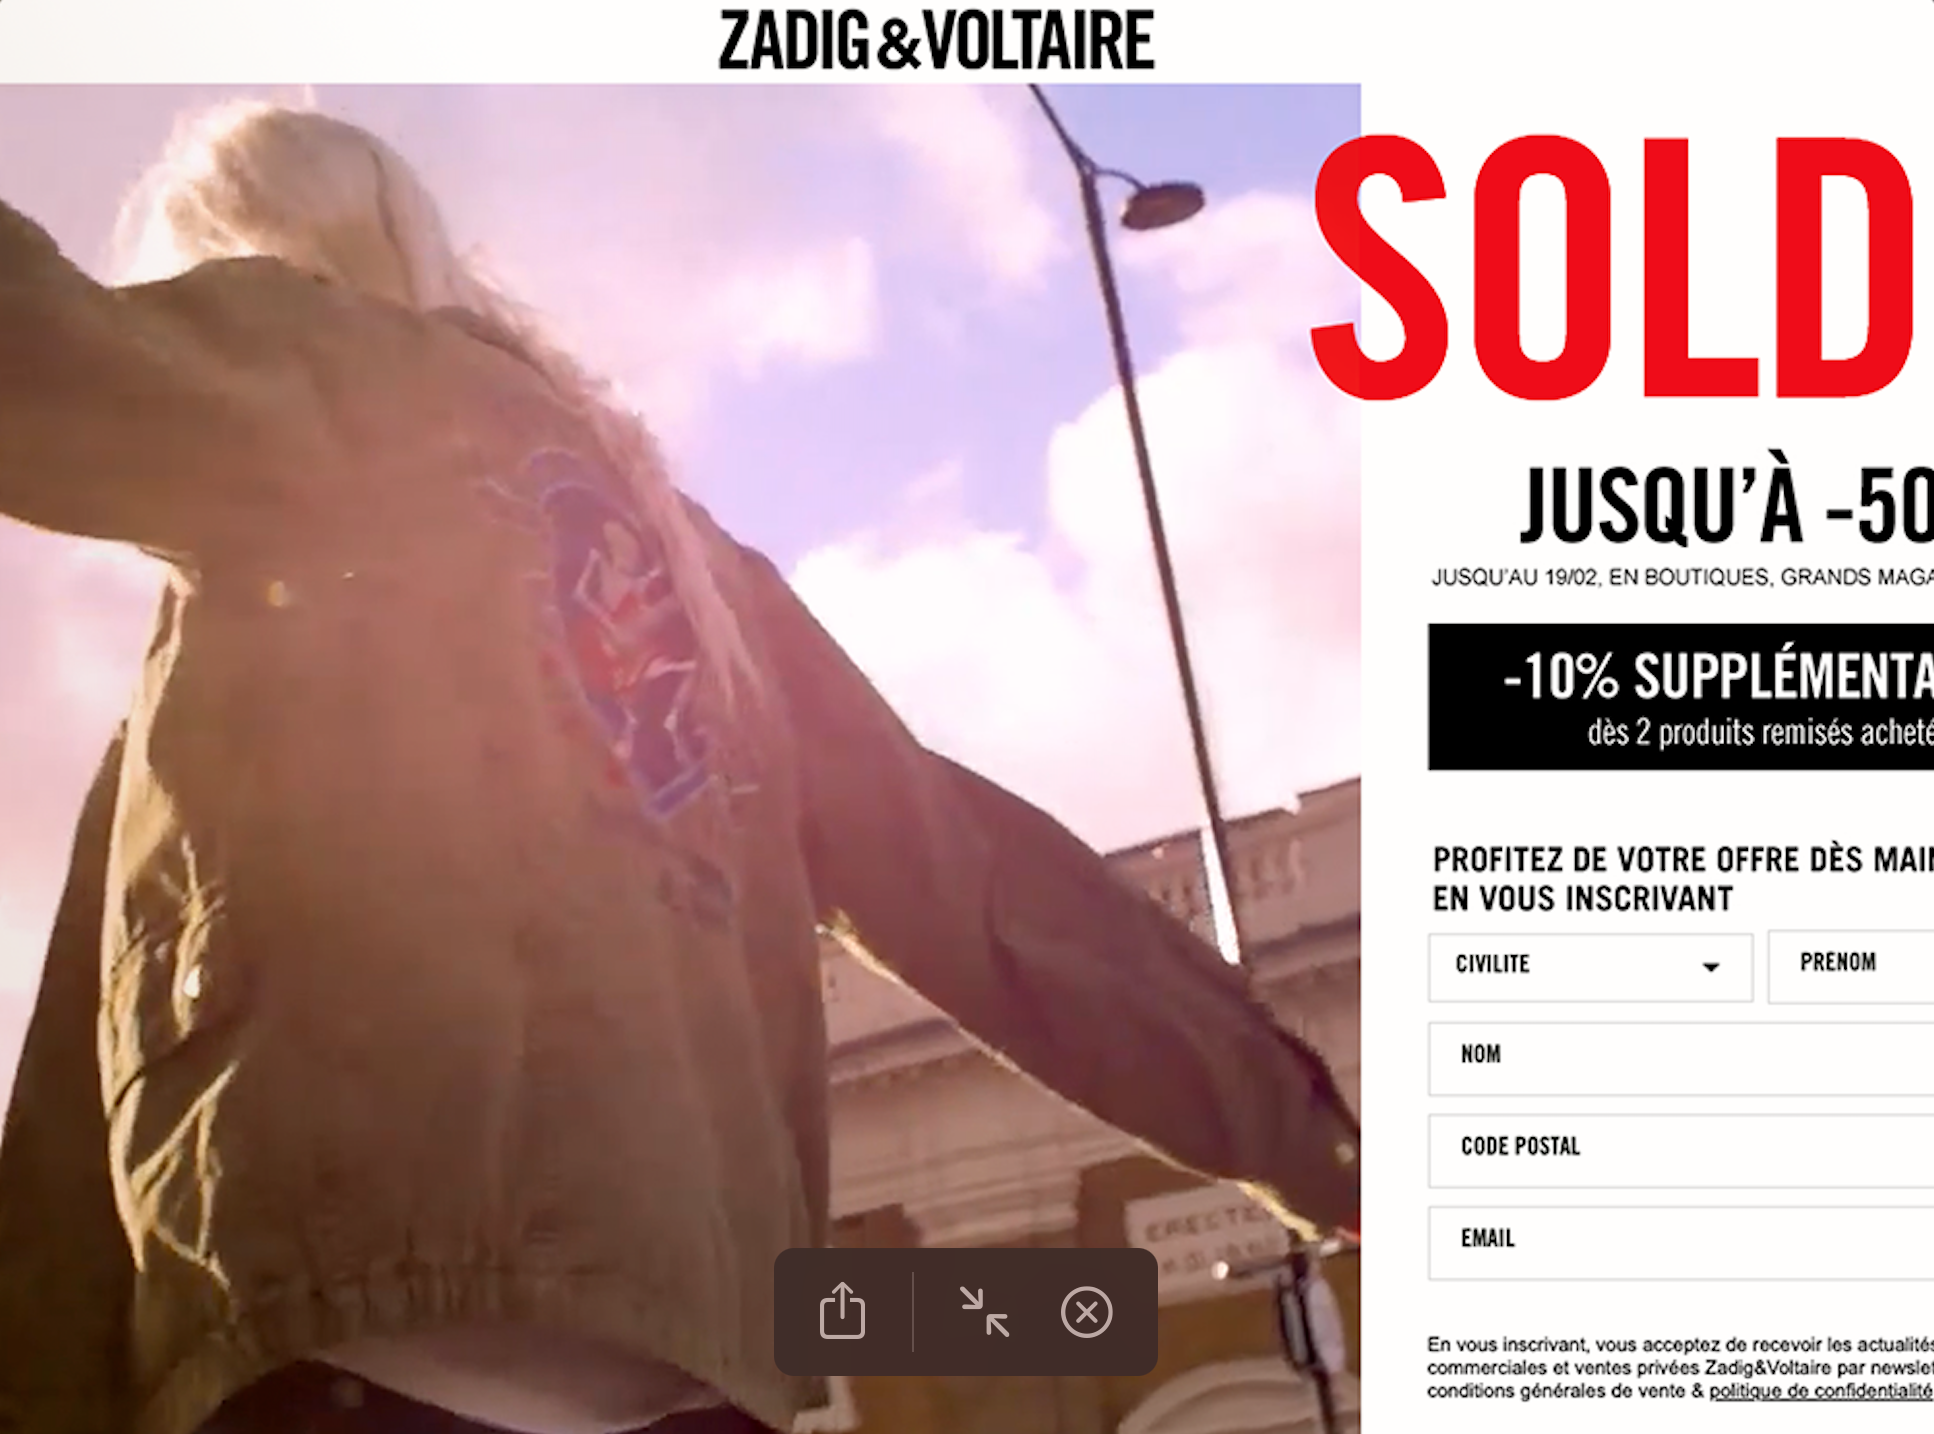 ZADIG&VOLTAIRE
SOLD
JUSQU'À -50
JUSQU'AU 19/02, EN BOUTIQUES, GRANDS MAGA
-10% SUPPLÉMENTA
dès 2 produits remisés acheté
PROFITEZ DE VOTRE OFFRE DÈS MAIN
EN VOUS INSCRIVANT
CIVILITE
PRENOM
NOM
CODE POSTAL
EMAIL
En vous inscrivant, vous acceptez de recevoir les actualités
commerciales et ventes privées Zadig&Voltaire par newslet
conditions générales de vente & politique de confidentialité